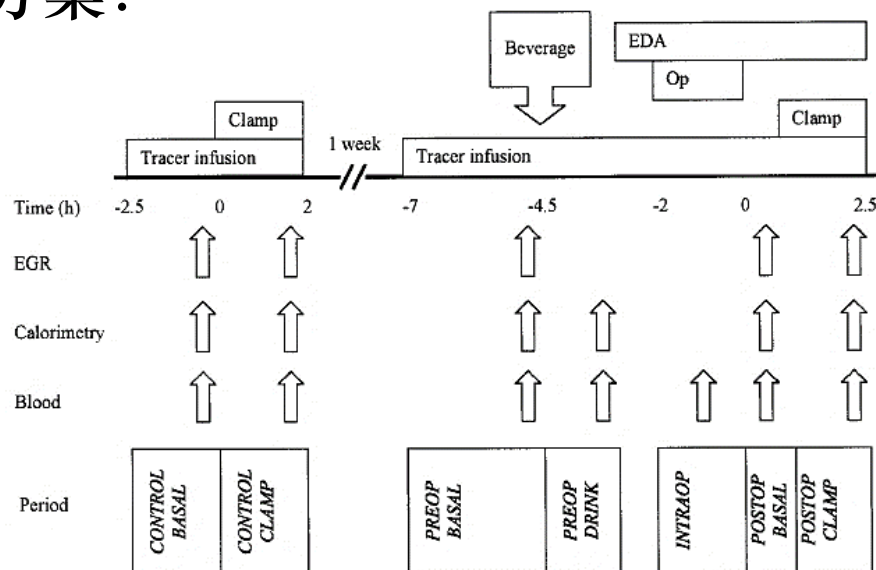 方案：
Beverage
EDA
Op
Clamp
Clamp
Tracer infusion
1 week
Tracer infusion
Time (h) -2.5 0 2 -7 -4.5 -2 0 2.5
EGR
Calorimetry
Blood
Period
CONTROL BASAL
CONTROL CLAMP
PREOP BASAL
PREOP DRINK
INTRAOP
POSTOP BASAL
POSTOP CLAMP